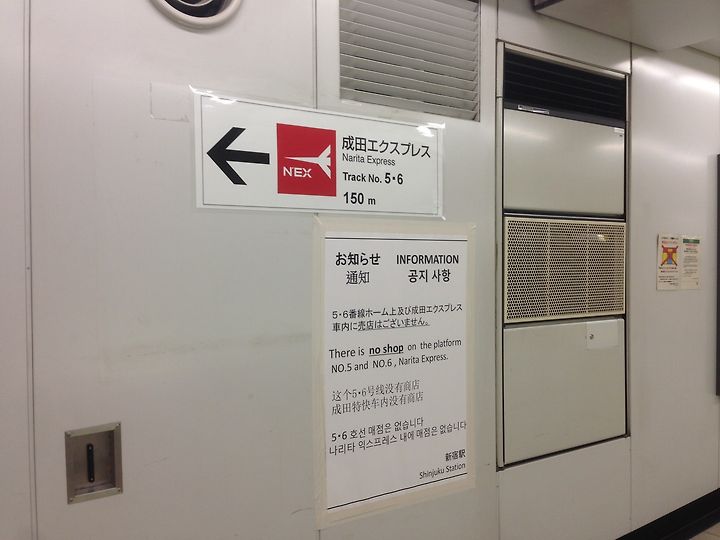 N'EX
成田エクスプレス
Narita Express
Track No. 5・6
150 m
お知らせ INFORMATION
通知 공지 사항
5・6番線ホーム上及び成田エクスプレス
車内に売店はございません。
There is no shop on the platform
NO.5 and NO.6 , Narita Express.
这个5・6号线没有商店
成田特快车内没有商店
5・6 호선 매점은 없습니다
나리타 익스프레스 내에 매점은 없습니다
新宿駅
Shinjuku Station